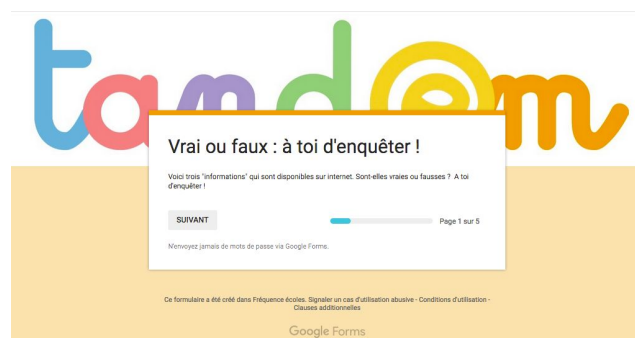 tandem
Vrai ou faux : à toi d'enquêter !
Voici trois "informations" qui sont disponibles sur internet. Sont-elles vraies ou fausses ? A toi
d'enquêter !
SUIVANT
Page 1 sur 5
N'envoyez jamais de mots de passe via Google Forms.
Ce formulaire a été créé dans Fréquence écoles. Signaler un cas d'utilisation abusive - Conditions d'utilisation -
Clauses additionnelles
Google Forms